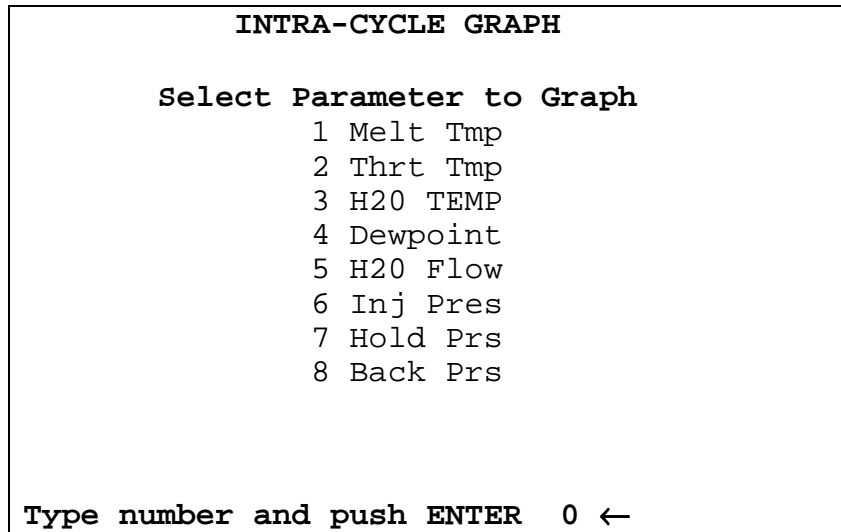 INTRA-CYCLE GRAPH
Select Parameter to Graph
1 Melt Tmp
2 Thrt Tmp
3 H20 TEMP
4 Dewpoint
5 H20 Flow
6 Inj Pres
7 Hold Prs
8 Back Prs
Type number and push ENTER 0 ←